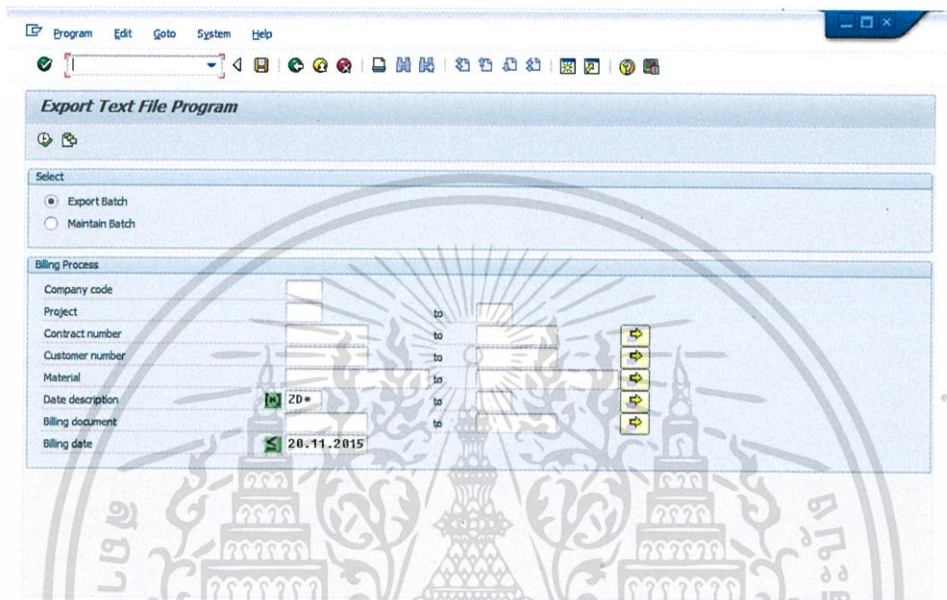 Program Edit Goto System Help
Export Text File Program
Select
Export Batch
Maintain Batch
Billing Process
Company code
Project to
Contract number to
Customer number to
Material to
Date description [*] ZD* to
Billing document to
Billing date ≤ 20.11.2015